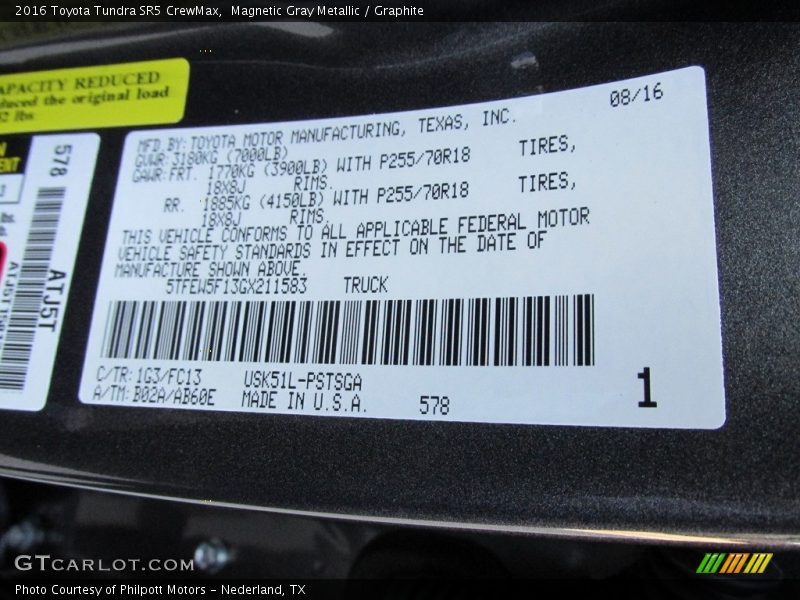 2016 Toyota Tundra SR5 CrewMax, Magnetic Gray Metallic / Graphite
CAPACITY REDUCED
reduced the original load
lbs
578
ATJ5T
08/16
MFD. BY: TOYOTA MOTOR MANUFACTURING, TEXAS, INC.
GVWR: 3180KG (7000LB)
GAWR: FRT. 1770KG (3900LB) WITH P255/70R18 TIRES,
18X8J RIMS.
RR. 1885KG (4150LB) WITH P255/70R18 TIRES,
18X8J RIMS.
THIS VEHICLE CONFORMS TO ALL APPLICABLE FEDERAL MOTOR
VEHICLE SAFETY STANDARDS IN EFFECT ON THE DATE OF
MANUFACTURE SHOWN ABOVE.
5TFEW5F13GX211583 TRUCK
C/TR: 1G3/FC13 USK51L-PSTSGA
A/TM: B02A/AB60E MADE IN U.S.A. 578
1
GTCARLOT.COM
Photo Courtesy of Philpott Motors - Nederland, TX